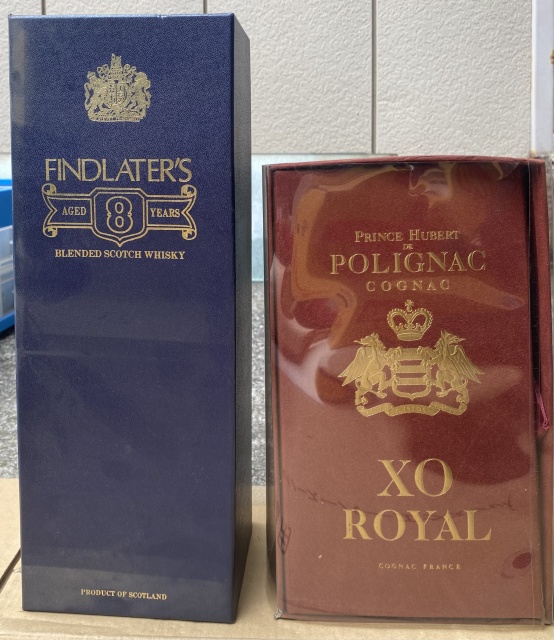 FINDLATER'S
AGED 8 YEARS
BLENDED SCOTCH WHISKY
PRODUCT OF SCOTLAND
PRINCE HUBERT
DE
POLIGNAC
COGNAC
XO
ROYAL
COGNAC FRANCE